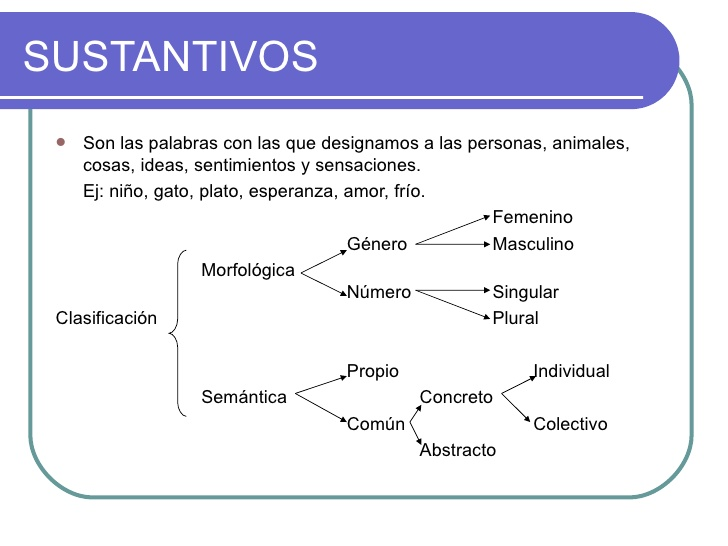 SUSTANTIVOS
Son las palabras con las que designamos a las personas, animales,
cosas, ideas, sentimientos y sensaciones.
Ej: niño, gato, plato, esperanza, amor, frío.
Femenino
Género Masculino
Morfológica
Número Singular
Clasificación Plural
Propio Individual
Semántica Concreto
Común Colectivo
Abstracto